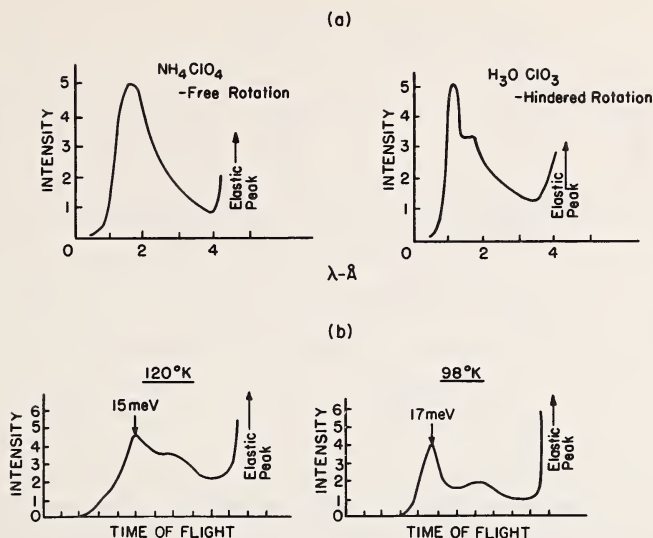 (a)
NH4ClO4
-Free Rotation
INTENSITY
5
4
3
2
1
0
2
4
Elastic Peak
H3O ClO3
-Hindered Rotation
INTENSITY
5
4
3
2
1
0
2
4
Elastic Peak
λ-Å
(b)
120°K
15meV
INTENSITY
6
5
4
3
2
1
0
Elastic Peak
TIME OF FLIGHT
98°K
17meV
INTENSITY
6
5
4
3
2
1
0
Elastic Peak
TIME OF FLIGHT